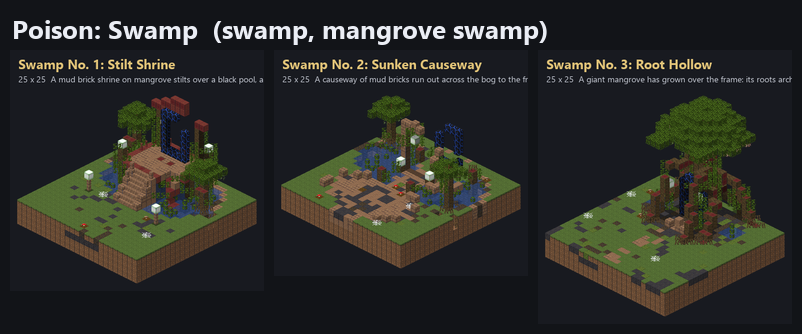 Poison: Swamp (swamp, mangrove swamp)
Swamp No. 1: Stilt Shrine
25 x 25 A mud brick shrine on mangrove stilts over a black pool, a
Swamp No. 2: Sunken Causeway
25 x 25 A causeway of mud bricks run out across the bog to the fr
Swamp No. 3: Root Hollow
25 x 25 A giant mangrove has grown over the frame: its roots arch